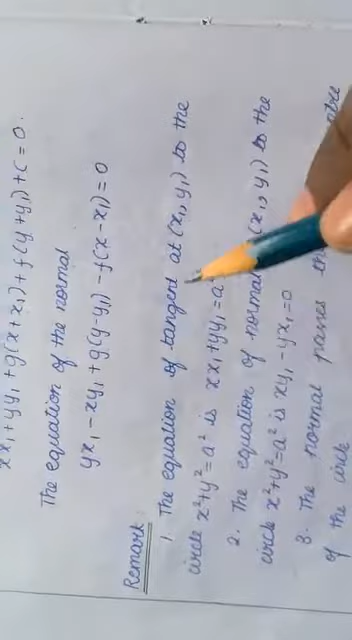 xx₁ + yy₁ + g(x+x₁) + f(y+y₁) + C = 0.
The equation of the normal
yx₁ - xy₁ + g(y-y₁) - f(x-x₁) = 0
Remark:
1. The equation of tangent at (x₁, y₁) to the
circle x²+y²=a² is xx₁+yy₁=a²
2. The equation of normal (x₁, y₁) to the
circle x²+y²=a² is xy₁-yx₁=0
3. The normal passes
of the circle